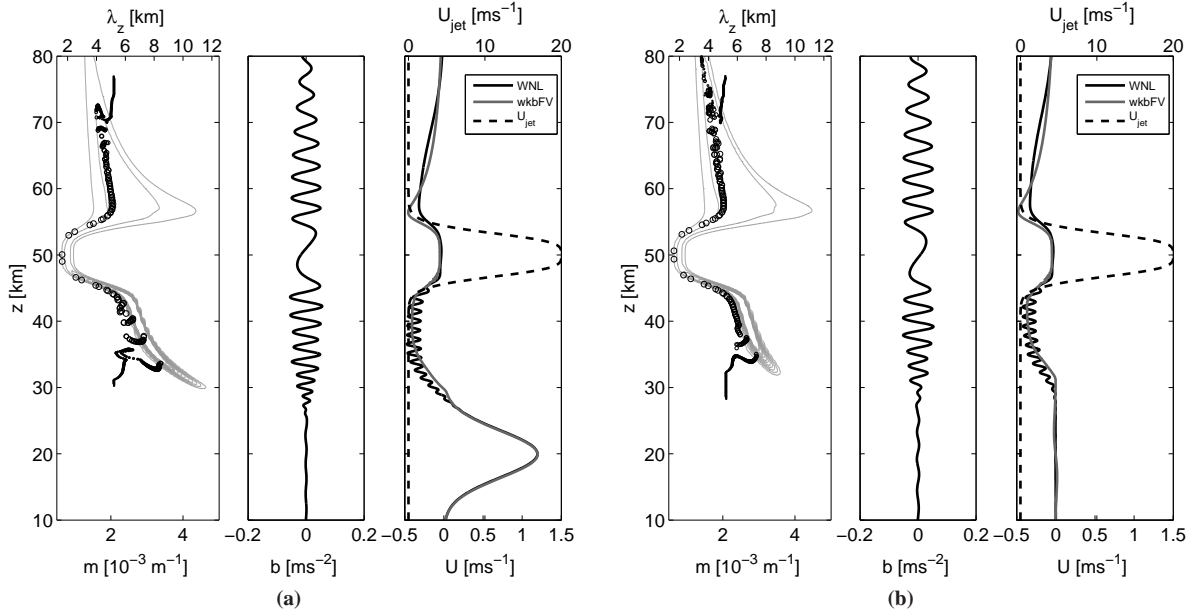 λz [km]
2 4 6 8 10 12
Ujet [ms−1]
0 10 20
λz [km]
2 4 6 8 10 12
Ujet [ms−1]
0 10 20
80
70
60
50
40
30
20
10
z [km]
WNL
wkbFV
Ujet
80
70
60
50
40
30
20
10
z [km]
WNL
wkbFV
Ujet
2 4
−0.2 0 0.2
−0.5 0 0.5 1 1.5
2 4
−0.2 0 0.2
−0.5 0 0.5 1 1.5
m [10−3 m−1]
b [ms−2]
U [ms−1]
m [10−3 m−1]
b [ms−2]
U [ms−1]
(a)
(b)